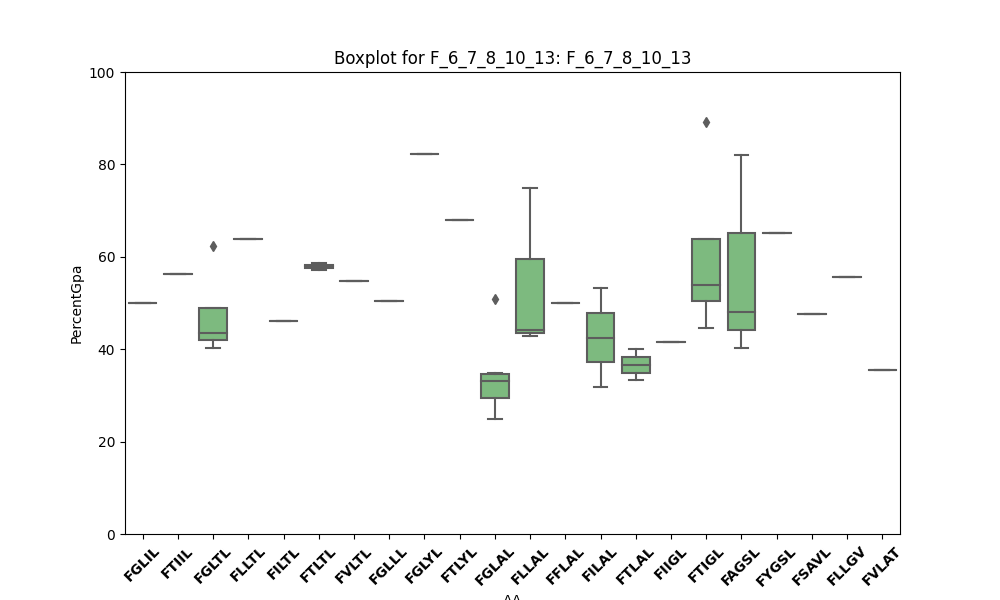 Boxplot for F_6_7_8_10_13: F_6_7_8_10_13
PercentGpa
100
80
60
40
20
0
FGLIL
FTIIL
FGLTL
FLLTL
FILTL
FTLTL
FVLTL
FGLLL
FGLYL
FTLYL
FGLAL
FLLAL
FFLAL
FILAL
FTLAL
FIIGL
FTIGL
FAGSL
FYGSL
FSAVL
FLLGV
FVLAT
AA